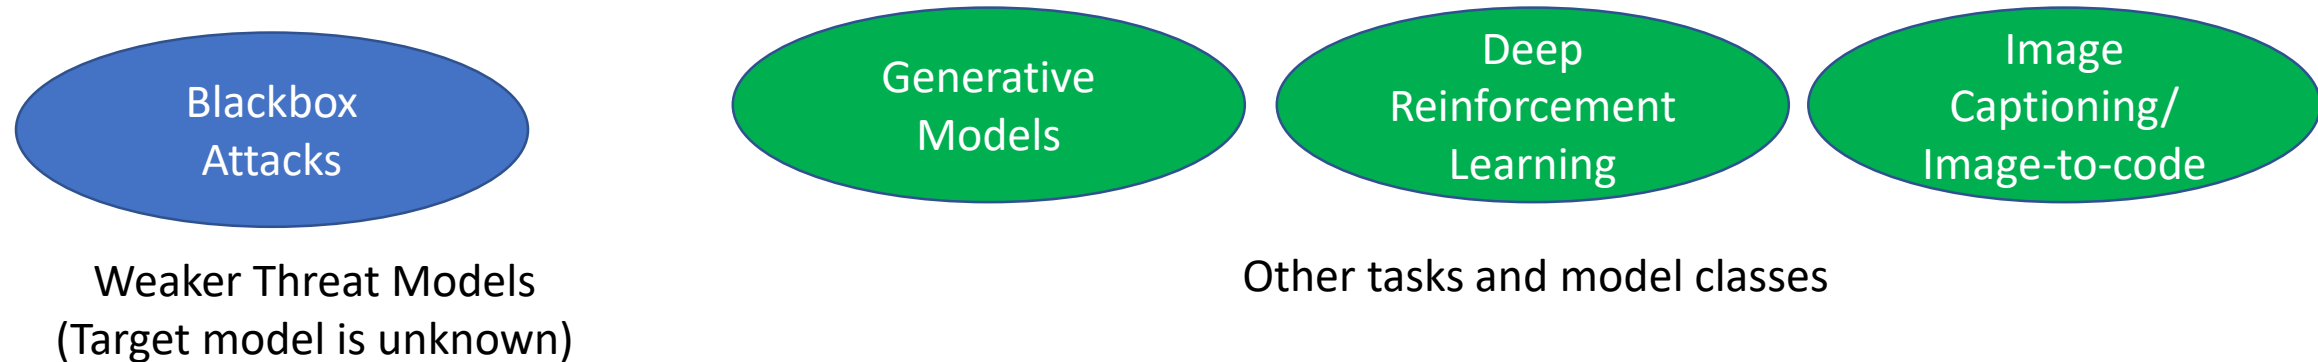 Blackbox
Attacks
Weaker Threat Models
(Target model is unknown)
Generative
Models
Deep
Reinforcement
Learning
Image
Captioning/
Image-to-code
Other tasks and model classes